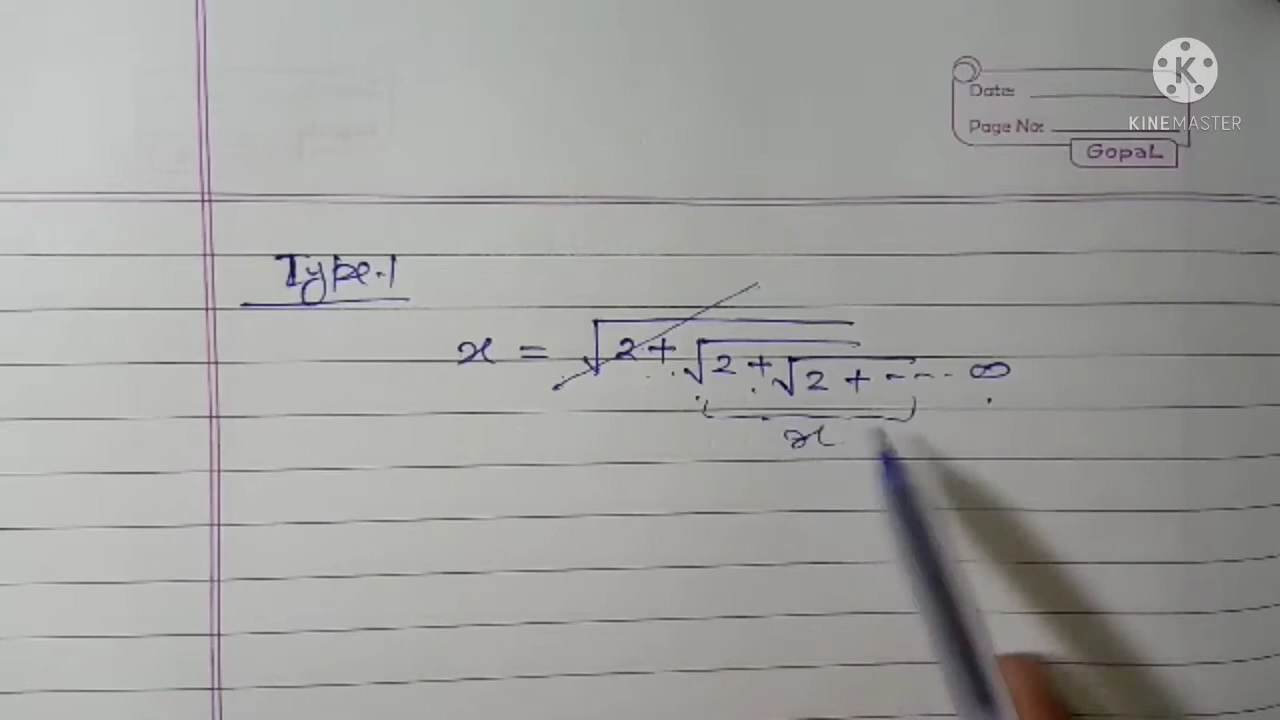 Date:
K
KINEMASTER
Page No:
GopaL
Type-1
x = √2 + √2 + √2 + ---- ∞
x